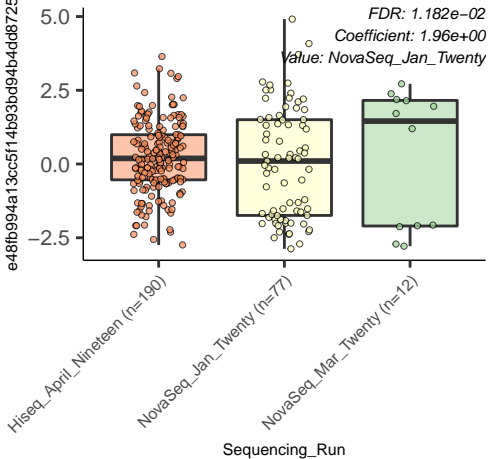 FDR: 1.182e−02
Coefficient: 1.96e+00
Value: NovaSeq_Jan_Twenty
e48fb994a13cc5f14b93bd94b4dd8725
5.0
2.5
0.0
−2.5
Hiseq_April_Nineteen (n=190)
NovaSeq_Jan_Twenty (n=77)
NovaSeq_Mar_Twenty (n=12)
Sequencing_Run